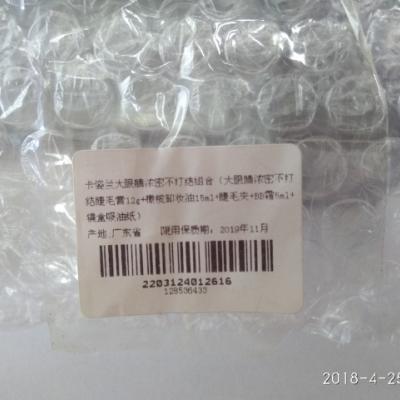 卡姿兰大眼睛浓密不打结组合（大眼睛浓密不打
结睫毛膏12g+橄榄卸妆油15ml+睫毛夹+BB霜5ml+
镜盒吸油纸）
产地:广东省 限用保质期: 2019年11月
2203124012616
128536433
2018-4-25